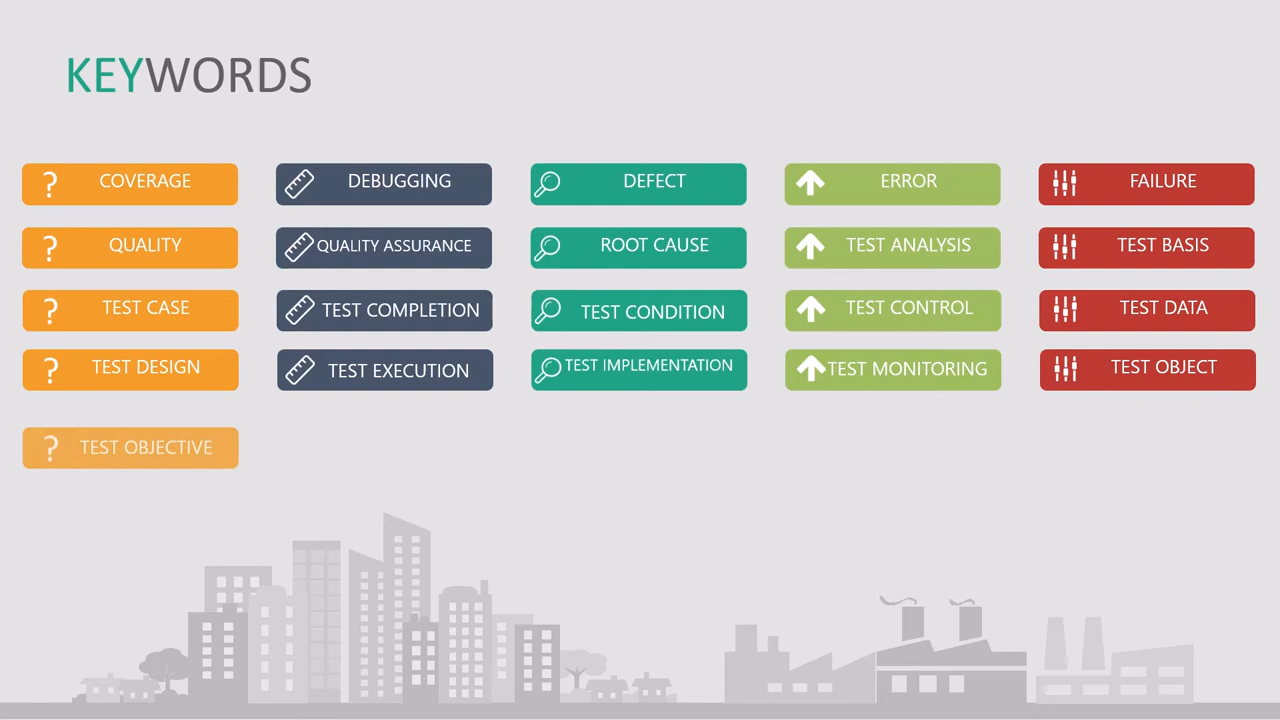 KEYWORDS
COVERAGE
DEBUGGING
DEFECT
ERROR
FAILURE
QUALITY
QUALITY ASSURANCE
ROOT CAUSE
TEST ANALYSIS
TEST BASIS
TEST CASE
TEST COMPLETION
TEST CONDITION
TEST CONTROL
TEST DATA
TEST DESIGN
TEST EXECUTION
TEST IMPLEMENTATION
TEST MONITORING
TEST OBJECT
TEST OBJECTIVE